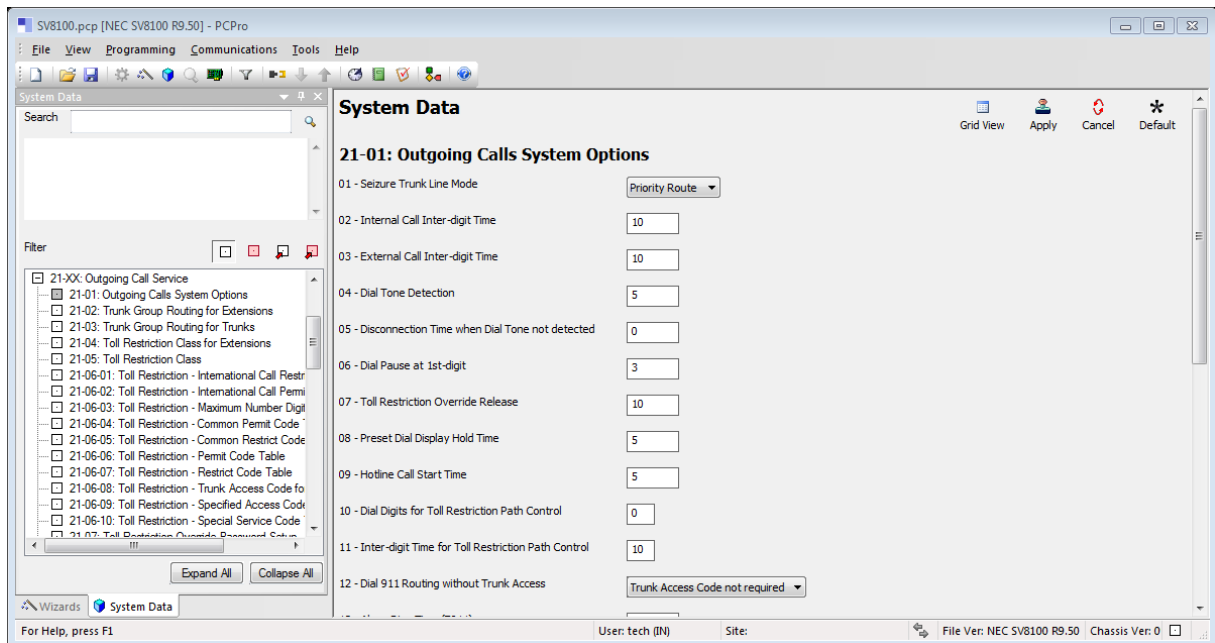 SV8100.pcp [NEC SV8100 R9.50] - PCPro
File View Programming Communications Tools Help
System Data
Search
Filter
21-XX: Outgoing Call Service
21-01: Outgoing Calls System Options
21-02: Trunk Group Routing for Extensions
21-03: Trunk Group Routing for Trunks
21-04: Toll Restriction Class for Extensions
21-05: Toll Restriction Class
21-06-01: Toll Restriction - International Call Restr
21-06-02: Toll Restriction - International Call Permi
21-06-03: Toll Restriction - Maximum Number Digit
21-06-04: Toll Restriction - Common Permit Code
21-06-05: Toll Restriction - Common Restrict Code
21-06-06: Toll Restriction - Permit Code Table
21-06-07: Toll Restriction - Restrict Code Table
21-06-08: Toll Restriction - Trunk Access Code fo
21-06-09: Toll Restriction - Specified Access Code
21-06-10: Toll Restriction - Special Service Code
21-07: Toll Restriction Override Password Setup
Expand All Collapse All
Wizards System Data
System Data
Grid View Apply Cancel Default
21-01: Outgoing Calls System Options
01 - Seizure Trunk Line Mode Priority Route
02 - Internal Call Inter-digit Time 10
03 - External Call Inter-digit Time 10
04 - Dial Tone Detection 5
05 - Disconnection Time when Dial Tone not detected 0
06 - Dial Pause at 1st-digit 3
07 - Toll Restriction Override Release 10
08 - Preset Dial Display Hold Time 5
09 - Hotline Call Start Time 5
10 - Dial Digits for Toll Restriction Path Control 0
11 - Inter-digit Time for Toll Restriction Path Control 10
12 - Dial 911 Routing without Trunk Access Trunk Access Code not required
For Help, press F1 User: tech (IN) Site: File Ver: NEC SV8100 R9.50 Chassis Ver: 0